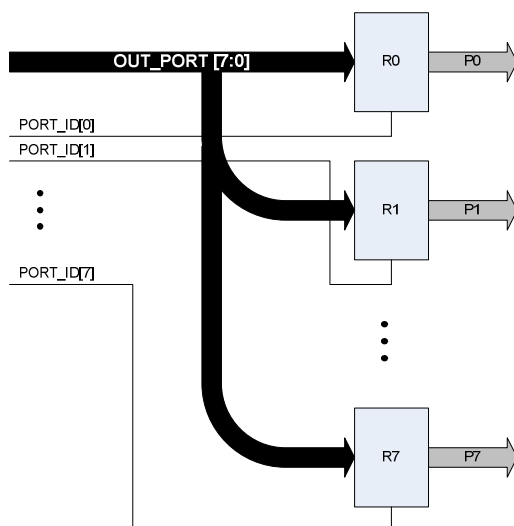 OUT_PORT [7:0]
R0
P0
PORT_ID[0]
PORT_ID[1]
R1
P1
PORT_ID[7]
R7
P7